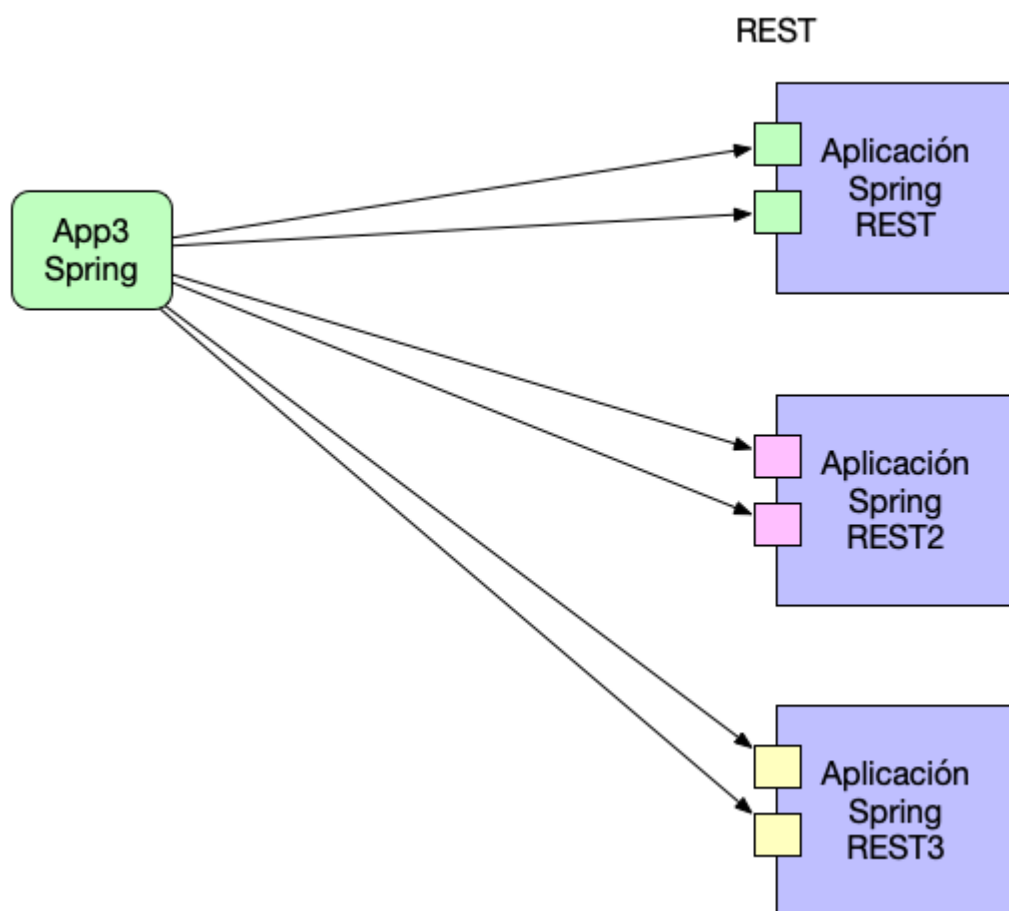 REST
Aplicación
Spring
REST
App3
Spring
Aplicación
Spring
REST2
Aplicación
Spring
REST3